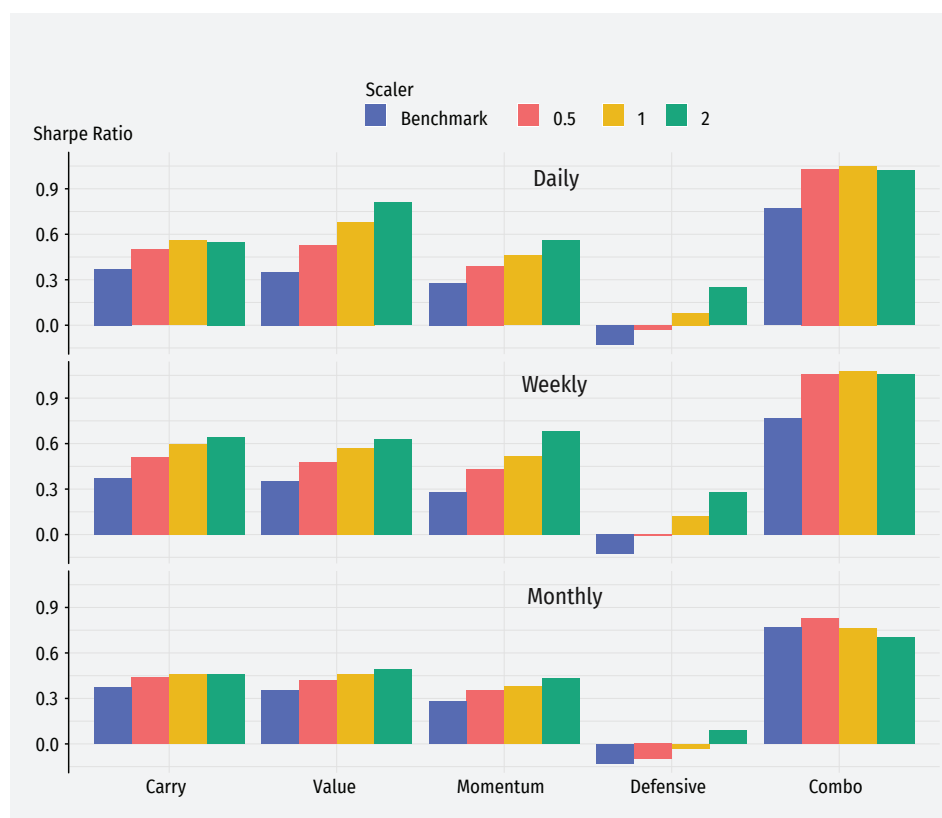 Scaler
Benchmark 0.5 1 2
Sharpe Ratio
Daily
0.9
0.6
0.3
0.0
Weekly
0.9
0.6
0.3
0.0
Monthly
0.9
0.6
0.3
0.0
Carry Value Momentum Defensive Combo